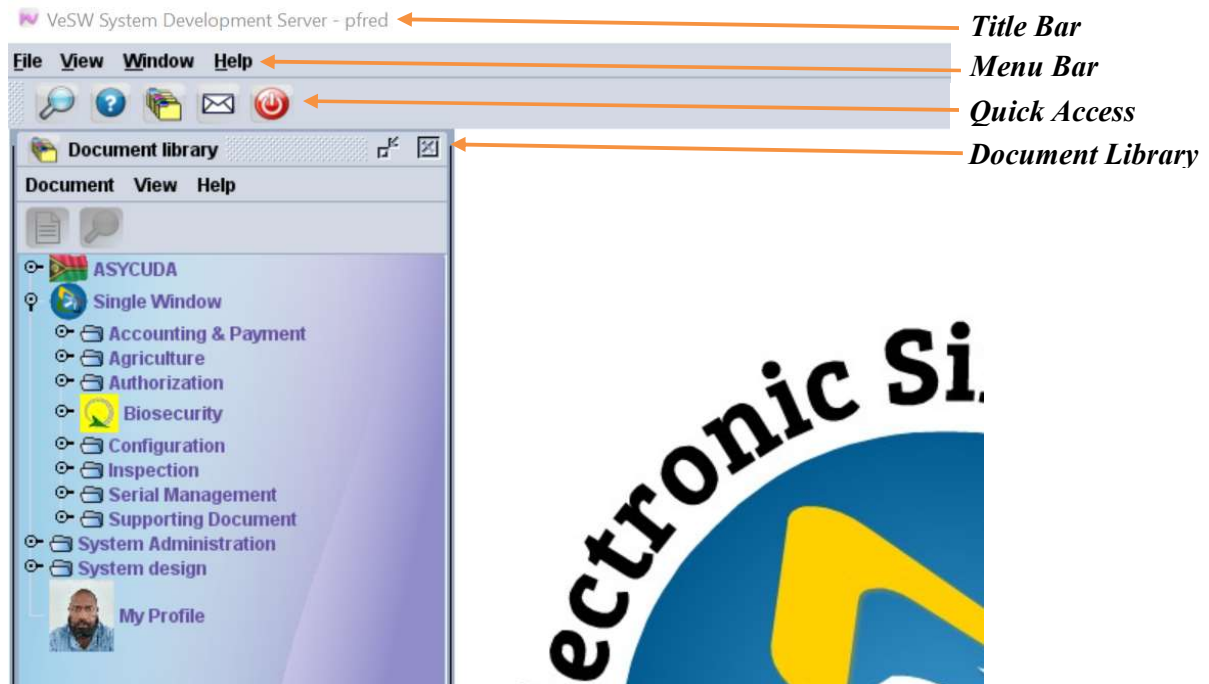 VeSW System Development Server - pfred
Title Bar
File View Window Help
Menu Bar
Quick Access
Document library
Document Library
Document View Help
ASYCUDA
Single Window
Accounting & Payment
Agriculture
Authorization
Biosecurity
Configuration
Inspection
Serial Management
Supporting Document
System Administration
System design
My Profile
ectronic Si